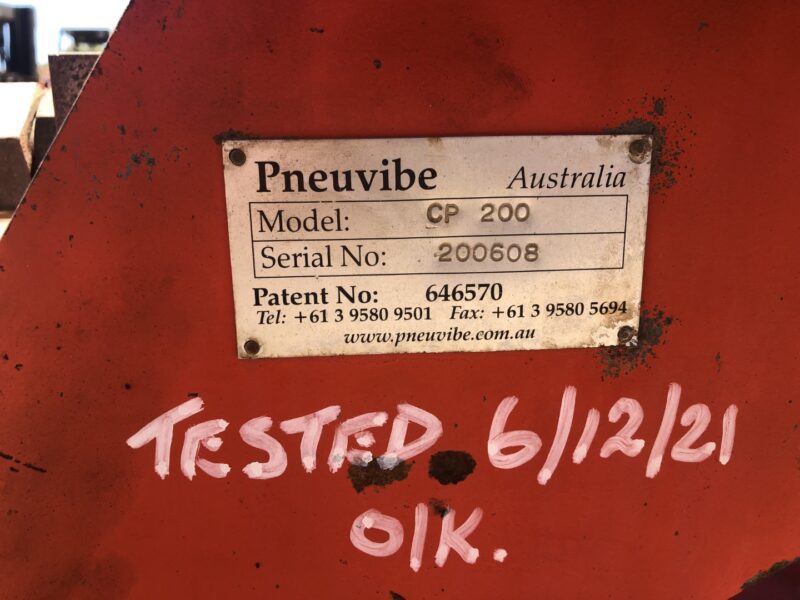 Pneuvibe Australia
Model: CP 200
Serial No: 200608
Patent No: 646570
Tel: +61 3 9580 9501 Fax: +61 3 9580 5694
www.pneuvibe.com.au
TESTED 6/12/21
O/K.